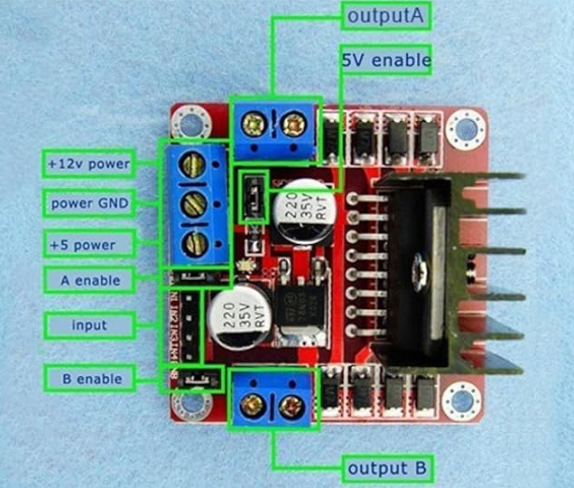 outputA
5V enable
+12v power
power GND
+5 power
A enable
input
B enable
output B
220
35V
RVT
220
35V
RVT